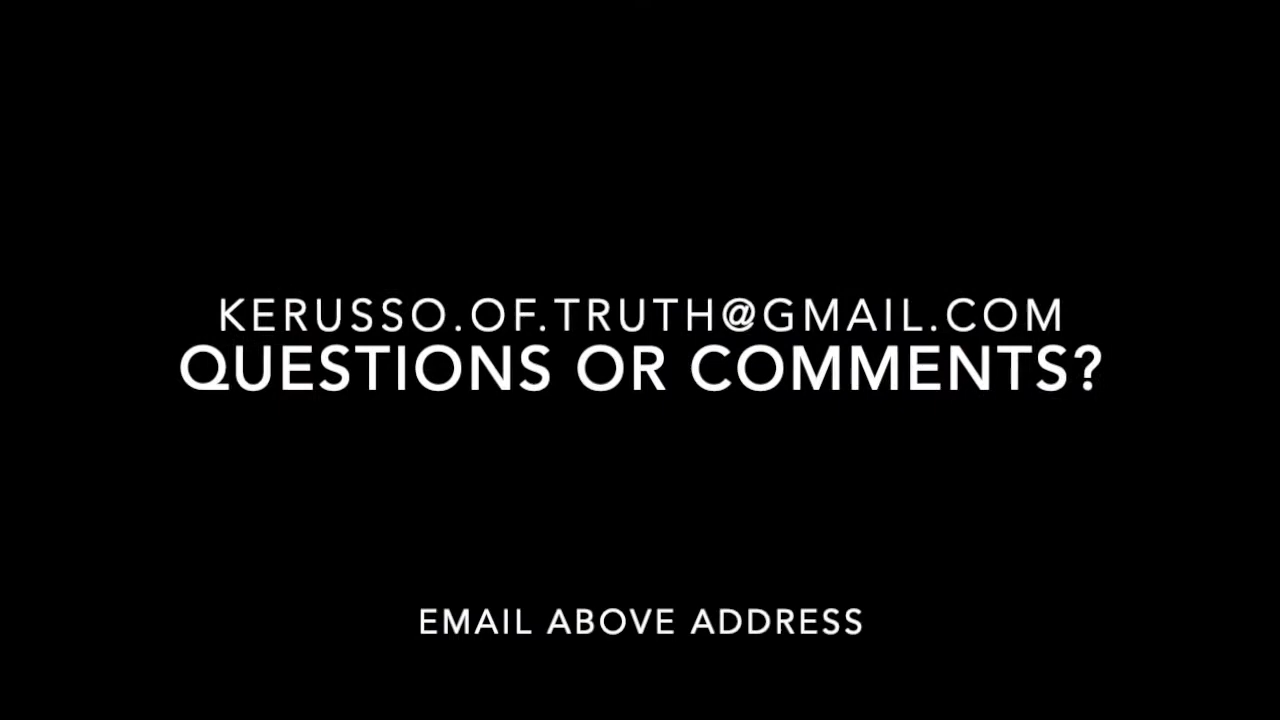 KERUSSO.OF.TRUTH@GMAIL.COM
QUESTIONS OR COMMENTS?
EMAIL ABOVE ADDRESS